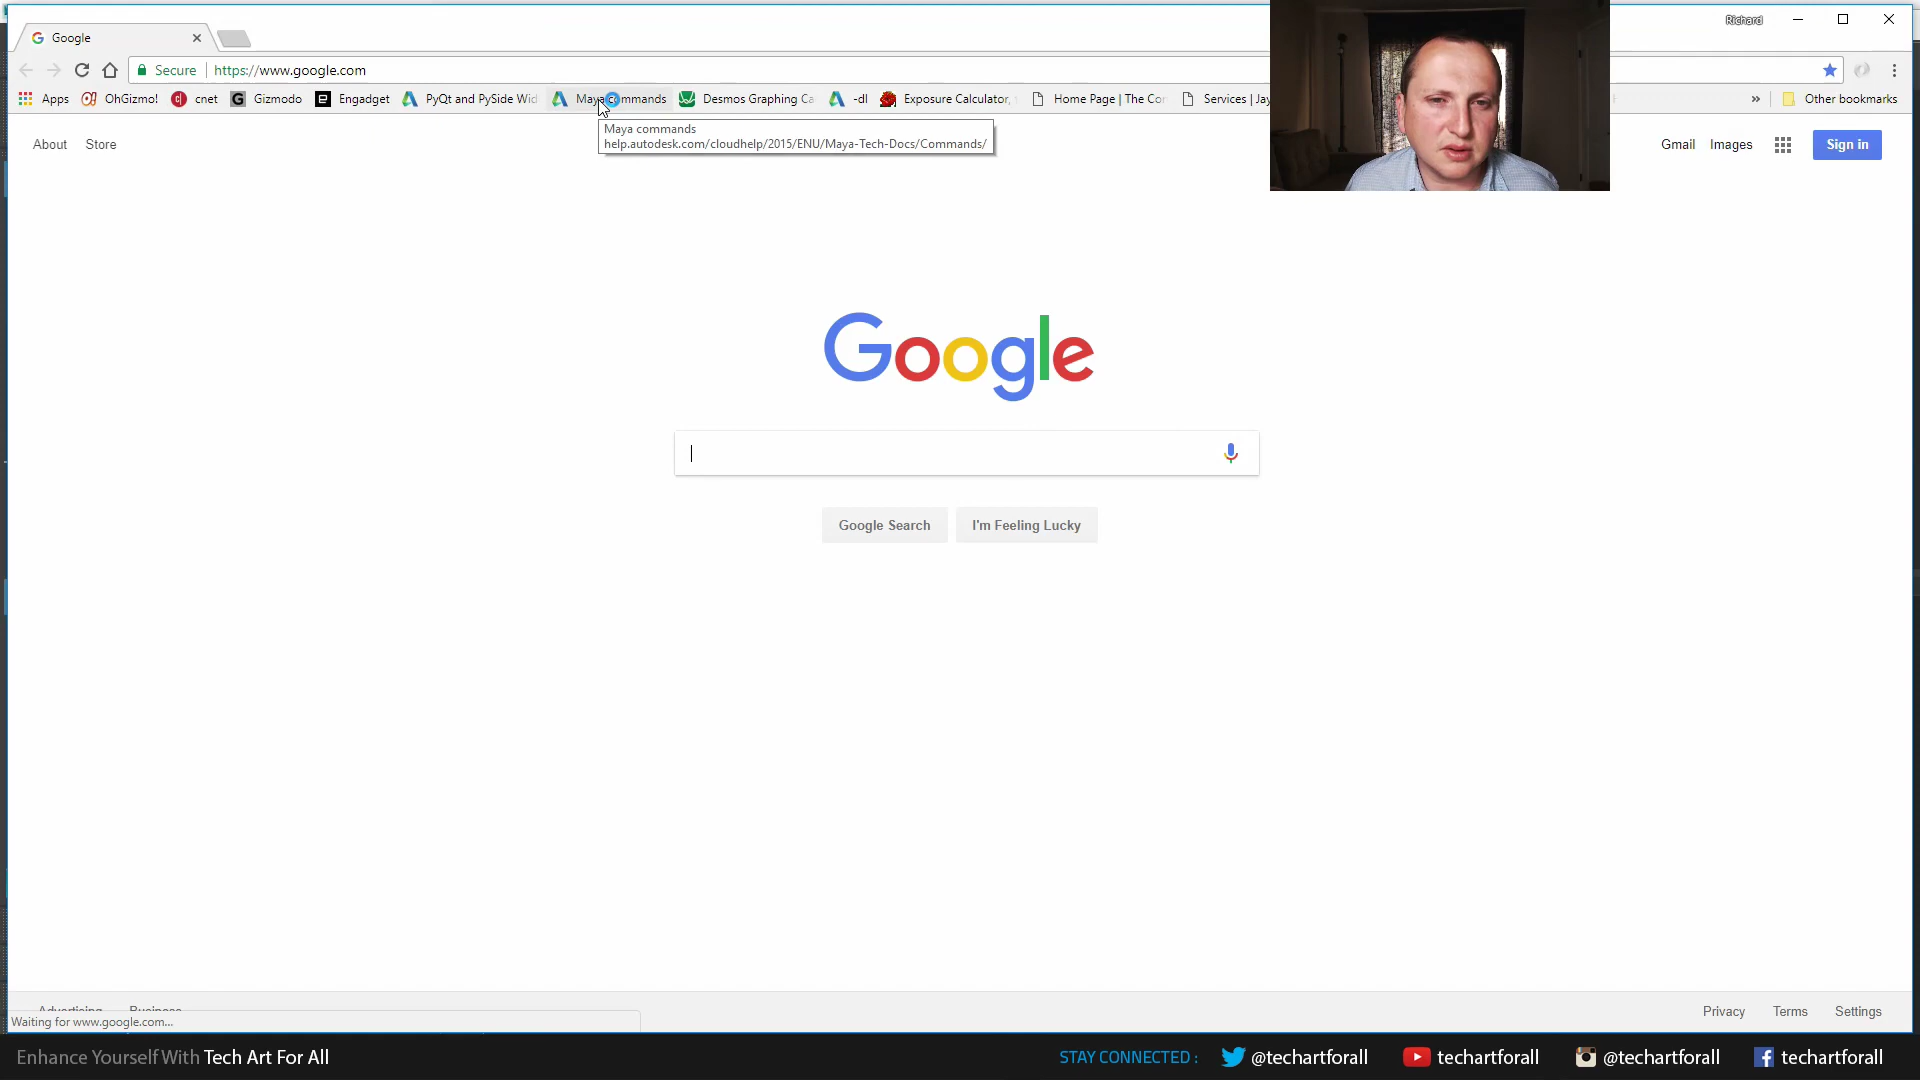 Google
Richard
Secure https://www.google.com
Apps OhGizmo! cnet Gizmodo Engadget PyQt and PySide Wid Maya commands Desmos Graphing Ca -dl Exposure Calculator, Home Page | The Co Services | Jay » Other bookmarks
Maya commands
help.autodesk.com/cloudhelp/2015/ENU/Maya-Tech-Docs/Commands/
About Store Gmail Images Sign in
Google
Google Search I'm Feeling Lucky
Advertising Business Privacy Terms Settings
Waiting for www.google.com...
Enhance Yourself With Tech Art For All STAY CONNECTED : @techartforall techartforall @techartforall techartforall